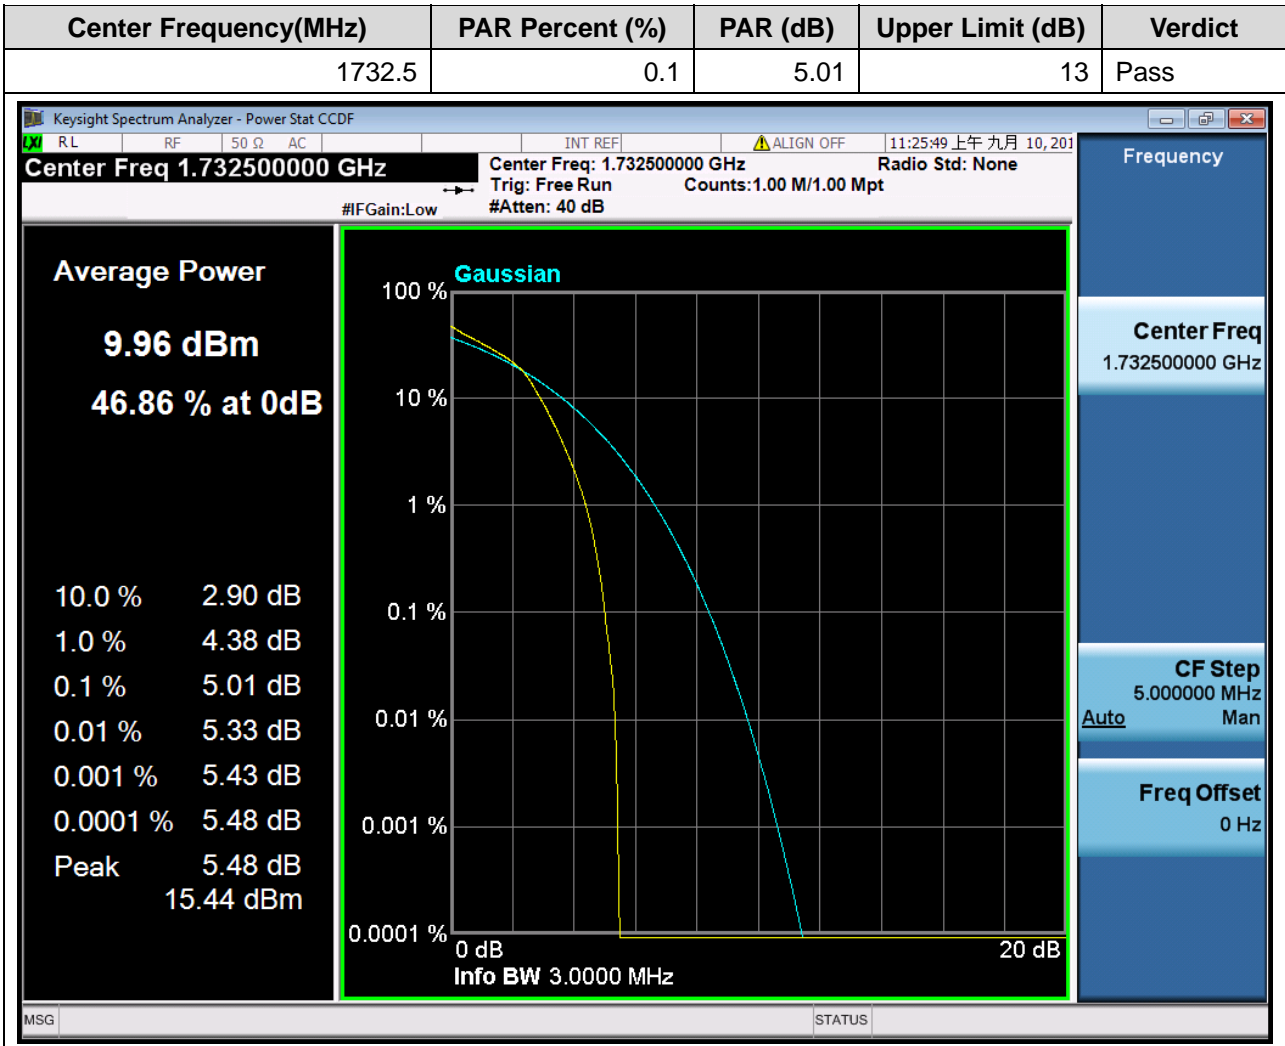 Center Frequency(MHz) PAR Percent (%) PAR (dB) Upper Limit (dB) Verdict
1732.5 0.1 5.01 13 Pass
Keysight Spectrum Analyzer - Power Stat CCDF
LXI RL RF 50 Ω AC INT REF ALIGN OFF 11:25:49 上午 九月 10, 201
Center Freq 1.732500000 GHz
Center Freq: 1.732500000 GHz Radio Std: None
Trig: Free Run Counts:1.00 M/1.00 Mpt
#IFGain:Low #Atten: 40 dB
Average Power
9.96 dBm
46.86 % at 0dB
10.0 % 2.90 dB
1.0 % 4.38 dB
0.1 % 5.01 dB
0.01 % 5.33 dB
0.001 % 5.43 dB
0.0001 % 5.48 dB
Peak 5.48 dB
15.44 dBm
Gaussian
100 %
10 %
1 %
0.1 %
0.01 %
0.001 %
0.0001 %
0 dB 20 dB
Info BW 3.0000 MHz
Frequency
Center Freq
1.732500000 GHz
CF Step
5.000000 MHz
Auto Man
Freq Offset
0 Hz
MSG STATUS